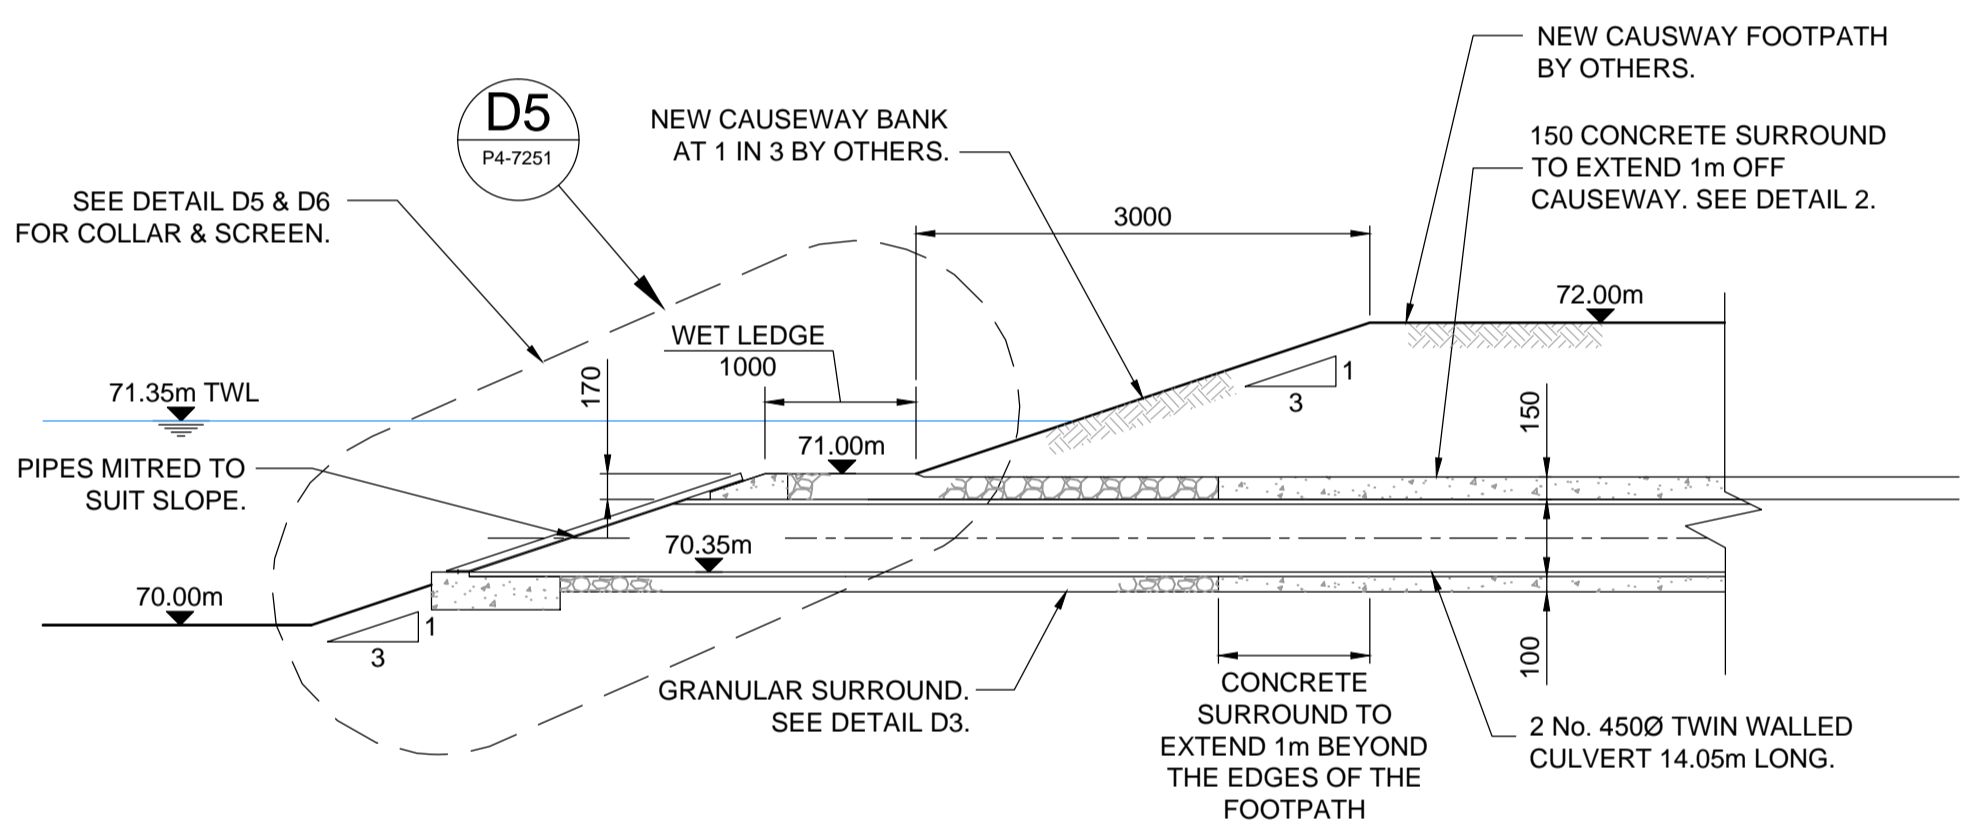 NEW CAUSWAY FOOTPATH
BY OTHERS.
D5
P4-7251
NEW CAUSEWAY BANK
AT 1 IN 3 BY OTHERS.
150 CONCRETE SURROUND
TO EXTEND 1m OFF
CAUSEWAY. SEE DETAIL 2.
SEE DETAIL D5 & D6
FOR COLLAR & SCREEN.
3000
72.00m
WET LEDGE
1000
170
71.35m TWL
1
3
150
71.00m
PIPES MITRED TO
SUIT SLOPE.
70.35m
70.00m
1
3
100
GRANULAR SURROUND.
SEE DETAIL D3.
CONCRETE
SURROUND TO
EXTEND 1m BEYOND
THE EDGES OF THE
FOOTPATH
2 No. 450Ø TWIN WALLED
CULVERT 14.05m LONG.